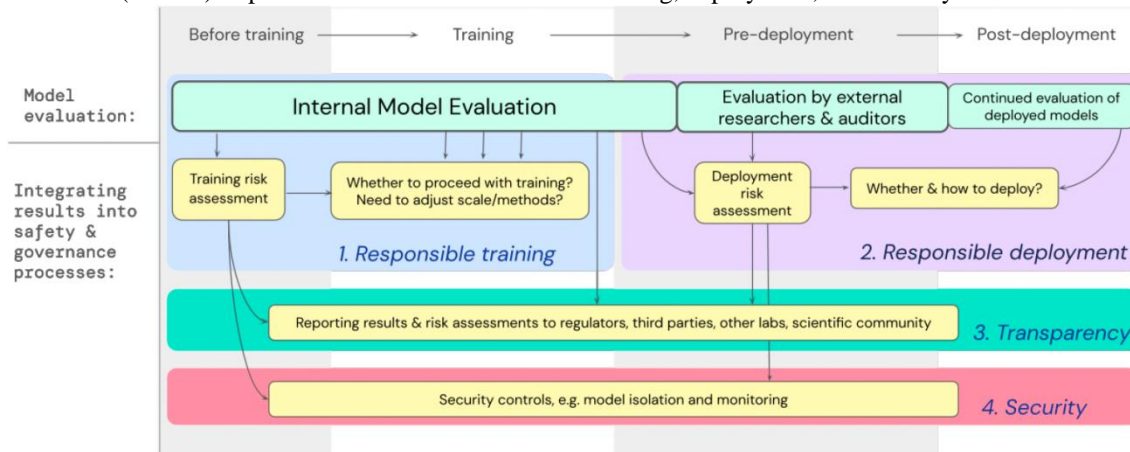 Before training
Training
Pre-deployment
Post-deployment
Model
evaluation:
Internal Model Evaluation
Evaluation by external
researchers & auditors
Continued evaluation of
deployed models
Integrating
results into
safety &
governance
processes:
Training risk
assessment
Whether to proceed with training?
Need to adjust scale/methods?
Deployment
risk
assessment
Whether & how to deploy?
1. Responsible training
2. Responsible deployment
Reporting results & risk assessments to regulators, third parties, other labs, scientific community
3. Transparency
Security controls, e.g. model isolation and monitoring
4. Security